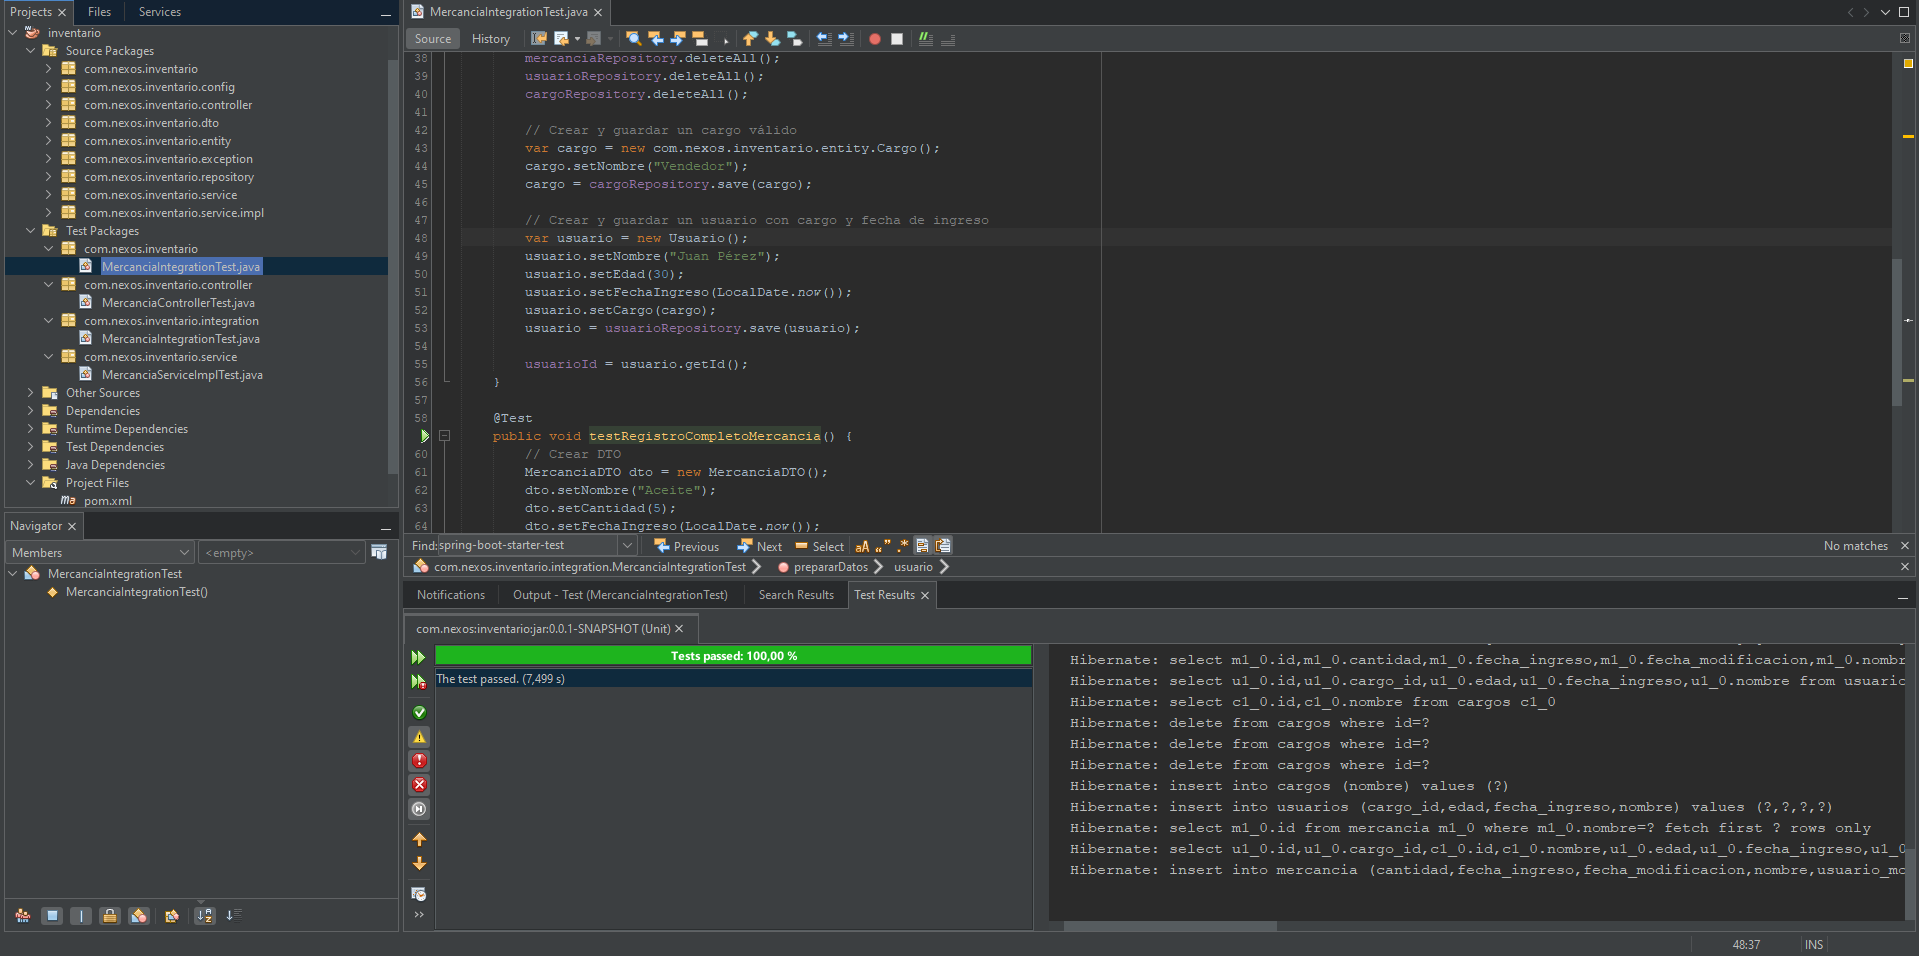 Projects
Files
Services
inventario
Source Packages
com.nexos.inventario
com.nexos.inventario.config
com.nexos.inventario.controller
com.nexos.inventario.dto
com.nexos.inventario.entity
com.nexos.inventario.exception
com.nexos.inventario.repository
com.nexos.inventario.service
com.nexos.inventario.service.impl
Test Packages
com.nexos.inventario
MercanciaIntegrationTest.java
com.nexos.inventario.controller
MercanciaControllerTest.java
com.nexos.inventario.integration
MercanciaIntegrationTest.java
com.nexos.inventario.service
MercanciaServiceImplTest.java
Other Sources
Dependencies
Runtime Dependencies
Test Dependencies
Java Dependencies
Project Files
pom.xml
Navigator
Members
<empty>
MercanciaIntegrationTest
MercanciaIntegrationTest()
MercanciaIntegrationTest.java
Source
History
38 mercanciaRepository.deleteAll();
39 usuarioRepository.deleteAll();
40 cargoRepository.deleteAll();
41
42 // Crear y guardar un cargo válido
43 var cargo = new com.nexos.inventario.entity.Cargo();
44 cargo.setNombre("Vendedor");
45 cargo = cargoRepository.save(cargo);
46
47 // Crear y guardar un usuario con cargo y fecha de ingreso
48 var usuario = new Usuario();
49 usuario.setNombre("Juan Pérez");
50 usuario.setEdad(30);
51 usuario.setFechaIngreso(LocalDate.now());
52 usuario.setCargo(cargo);
53 usuario = usuarioRepository.save(usuario);
54
55 usuarioId = usuario.getId();
56 }
57
58 @Test
public void testRegistroCompletoMercancia() {
60 // Crear DTO
61 MercanciaDTO dto = new MercanciaDTO();
62 dto.setNombre("Aceite");
63 dto.setCantidad(5);
64 dto.setFechaIngreso(LocalDate.now());
Find: spring-boot-starter-test
Previous
Next
Select
No matches
com.nexos.inventario.integration.MercanciaIntegrationTest
prepararDatos
usuario
Notifications
Output - Test (MercanciaIntegrationTest)
Search Results
Test Results
com.nexos:inventario:jar:0.0.1-SNAPSHOT (Unit)
Tests passed: 100,00 %
The test passed. (7,499 s)
Hibernate: select m1_0.id,m1_0.cantidad,m1_0.fecha_ingreso,m1_0.fecha_modificacion,m1_0.nombr
Hibernate: select u1_0.id,u1_0.cargo_id,u1_0.edad,u1_0.fecha_ingreso,u1_0.nombre from usuario
Hibernate: select c1_0.id,c1_0.nombre from cargos c1_0
Hibernate: delete from cargos where id=?
Hibernate: delete from cargos where id=?
Hibernate: delete from cargos where id=?
Hibernate: insert into cargos (nombre) values (?)
Hibernate: insert into usuarios (cargo_id,edad,fecha_ingreso,nombre) values (?,?,?,?)
Hibernate: select m1_0.id from mercancia m1_0 where m1_0.nombre=? fetch first ? rows only
Hibernate: select u1_0.id,u1_0.cargo_id,c1_0.id,c1_0.nombre,u1_0.edad,u1_0.fecha_ingreso,u1_0
Hibernate: insert into mercancia (cantidad,fecha_ingreso,fecha_modificacion,nombre,usuario_mo
48:37
INS